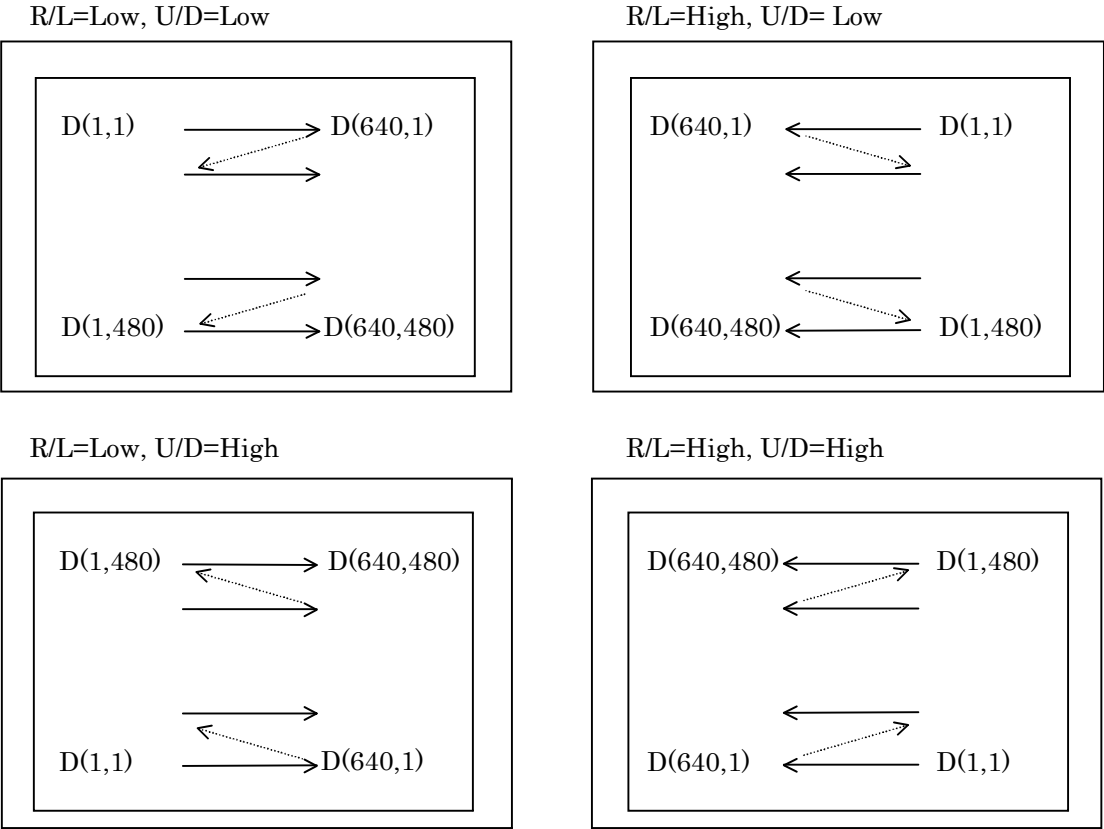 R/L=Low, U/D=Low
R/L=High, U/D= Low
D(1,1) D(640,1)
D(640,1) D(1,1)
D(1,480) D(640,480)
D(640,480) D(1,480)
R/L=Low, U/D=High
R/L=High, U/D=High
D(1,480) D(640,480)
D(640,480) D(1,480)
D(1,1) D(640,1)
D(640,1) D(1,1)